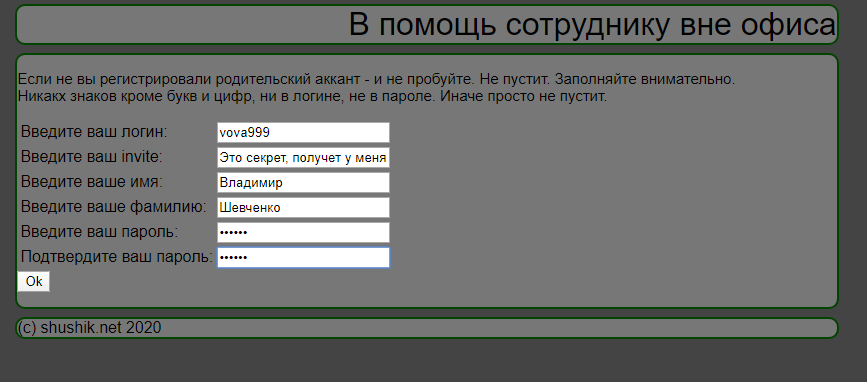 В помощь сотруднику вне офиса
Если не вы регистрировали родительский аккант - и не пробуйте. Не пустит. Заполняйте внимательно.
Никакх знаков кроме букв и цифр, ни в логине, не в пароле. Иначе просто не пустит.
Введите ваш логин: vova999
Введите ваш invite: Это секрет, получет у меня
Введите ваше имя: Владимир
Введите ваше фамилию: Шевченко
Введите ваш пароль: ••••••
Подтвердите ваш пароль: ••••••
Ok
(c) shushik.net 2020